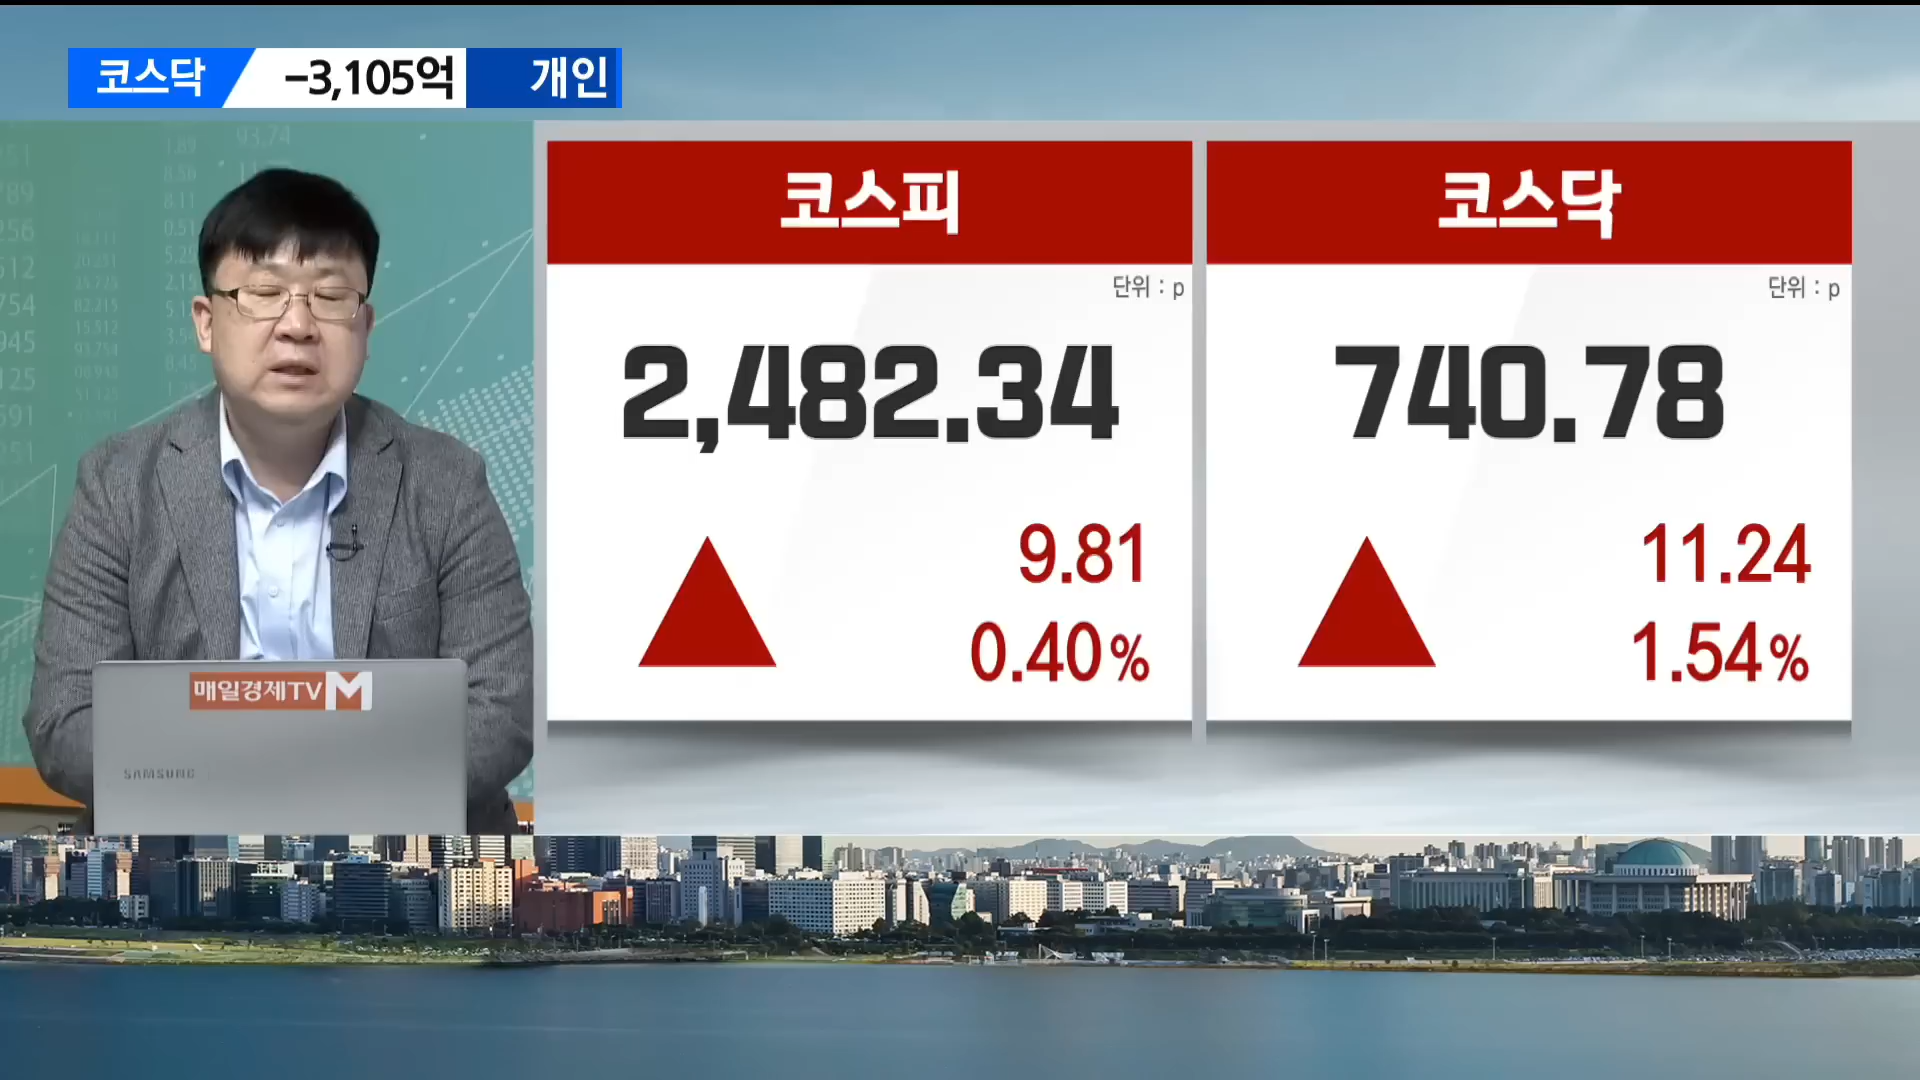 코스닥 -3,105억 개인
코스피
단위 : p
2,482.34
▲ 9.81
0.40%
코스닥
단위 : p
740.78
▲ 11.24
1.54%
매일경제TV M
SAMSUNG
93.74